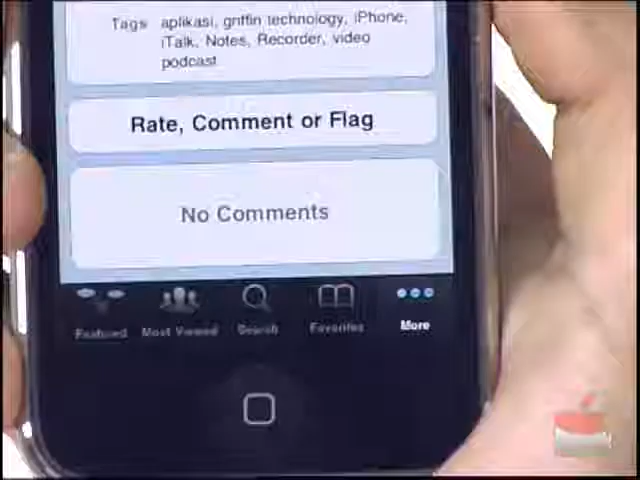 Tags aplikasi, griffin technology, iPhone,
iTalk, Notes, Recorder, video
podcast
Rate, Comment or Flag
No Comments
Featured Most Viewed Search Favorites More